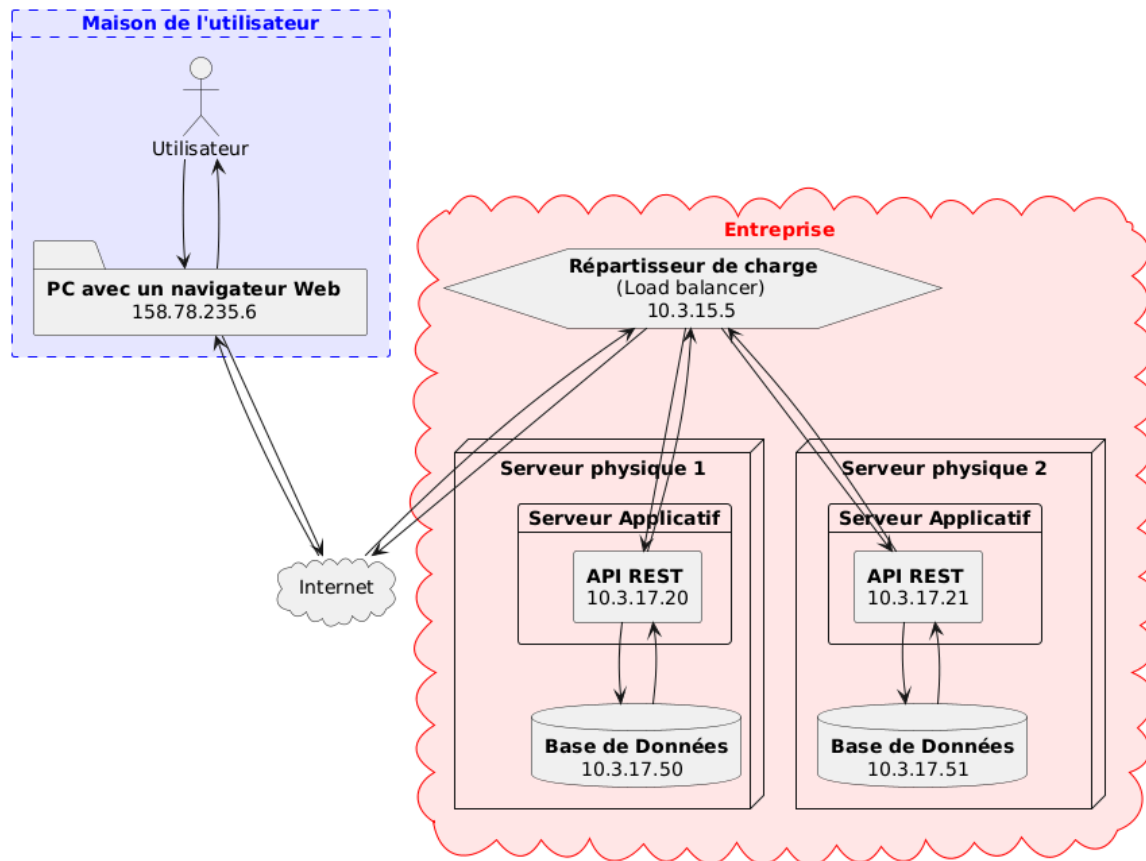 Maison de l'utilisateur
Utilisateur
PC avec un navigateur Web
158.78.235.6
Internet
Entreprise
Répartisseur de charge
(Load balancer)
10.3.15.5
Serveur physique 1
Serveur Applicatif
API REST
10.3.17.20
Base de Données
10.3.17.50
Serveur physique 2
Serveur Applicatif
API REST
10.3.17.21
Base de Données
10.3.17.51